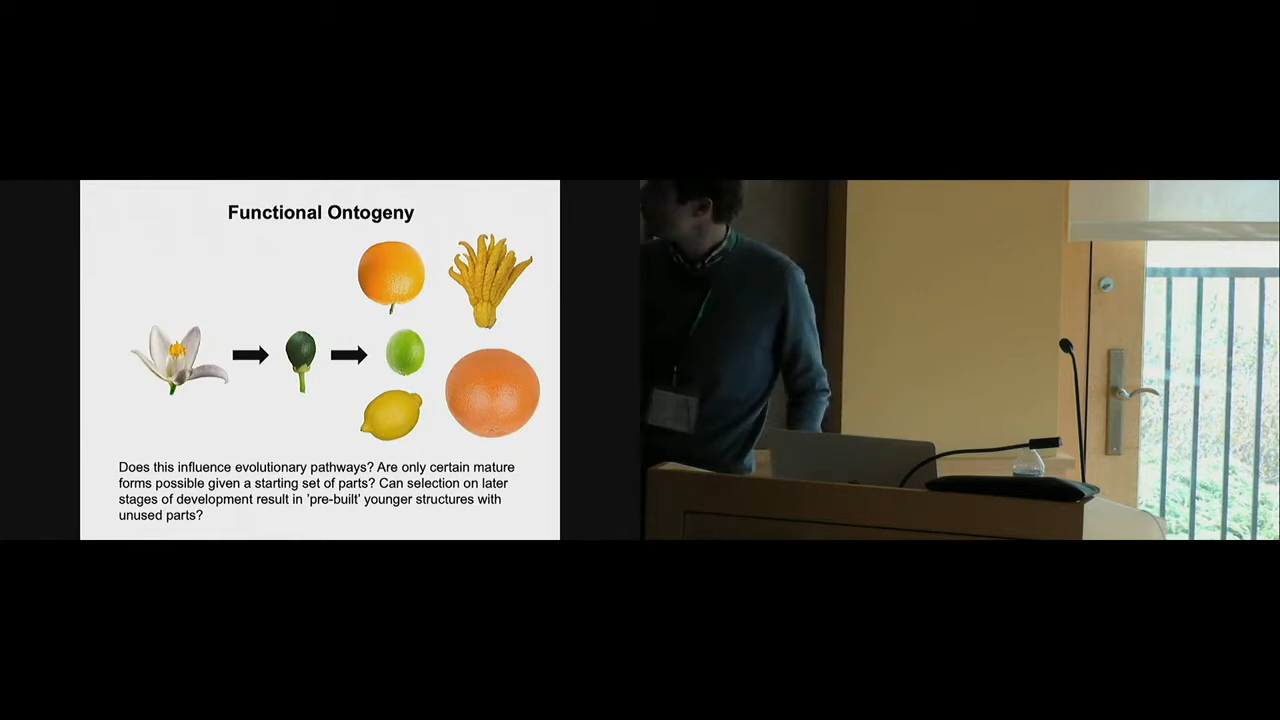 Functional Ontogeny
Does this influence evolutionary pathways? Are only certain mature
forms possible given a starting set of parts? Can selection on later
stages of development result in 'pre-built' younger structures with
unused parts?